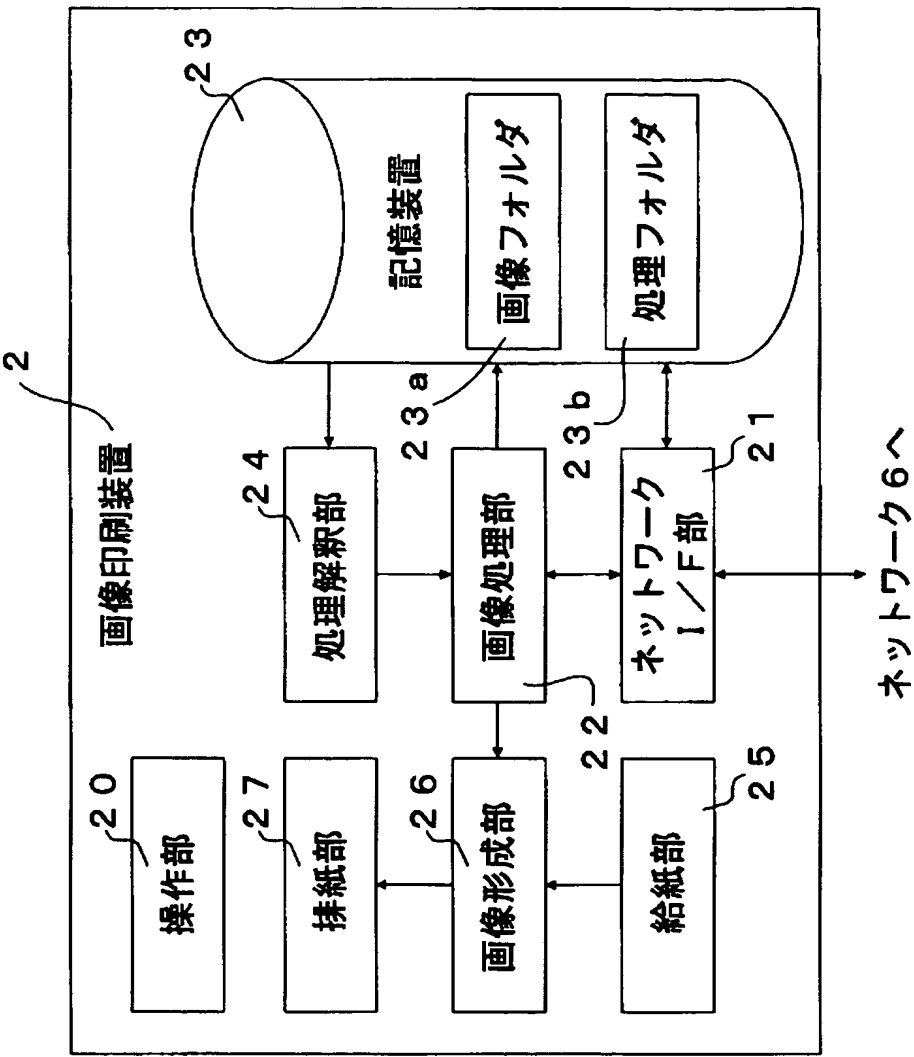 画像印刷装置
2
操作部
20
排紙部
27
処理解釈部
24
記憶装置
23
画像形成部
26
画像処理部
22
画像フォルダ
23a
給紙部
25
ネットワーク
I/F部
21
処理フォルダ
23b
ネットワーク6へ